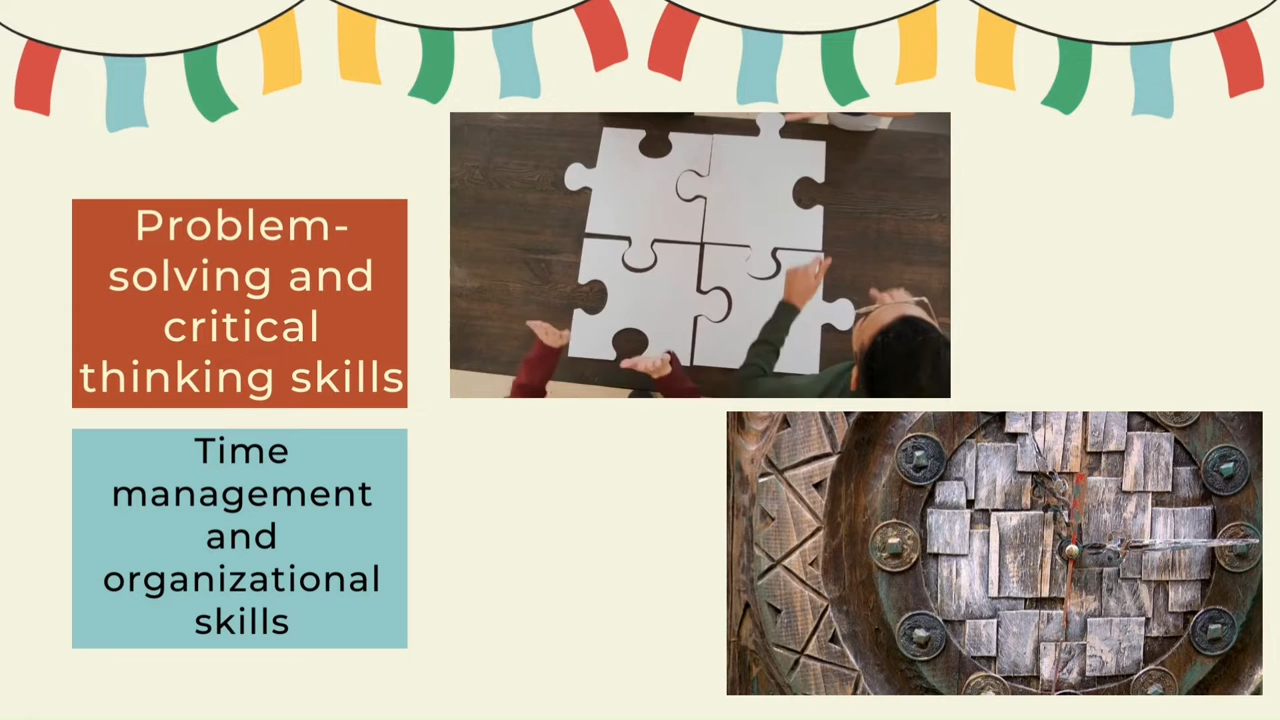 Problem-
solving and
critical
thinking skills
Time
management
and
organizational
skills